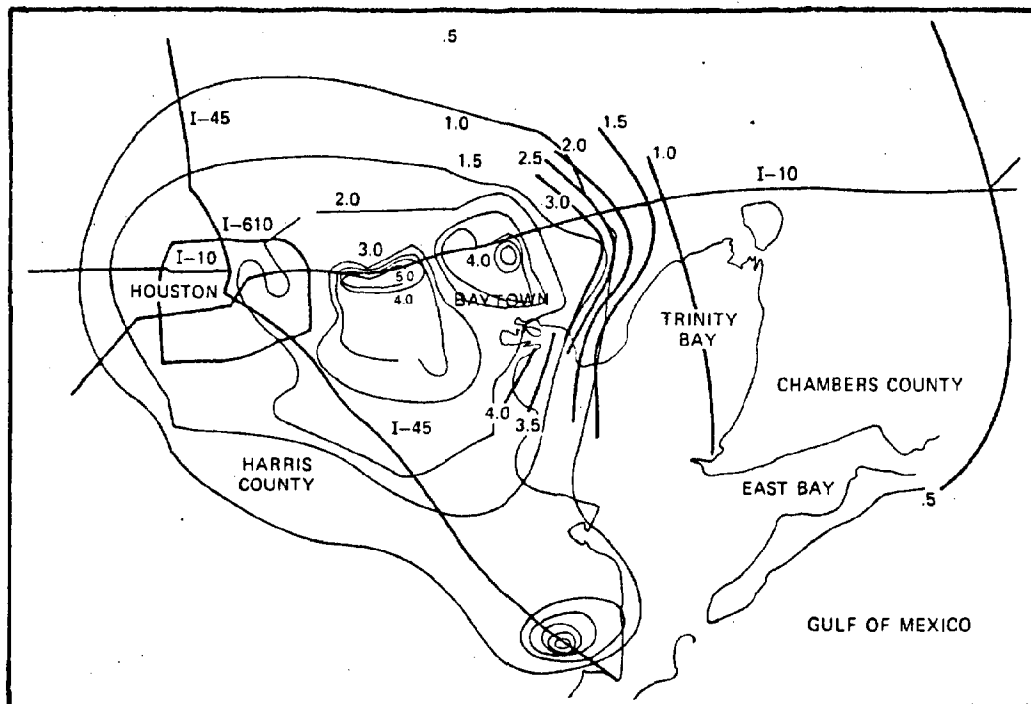 .5
I-45
1.0
1.5
2.0
1.5
2.5
1.0
I-10
3.0
2.0
I-610
3.0
I-10
4.0
5.0
HOUSTON
4.0
BAYTOWN
TRINITY
BAY
CHAMBERS COUNTY
4.0
3.5
I-45
HARRIS
COUNTY
EAST BAY
.5
GULF OF MEXICO